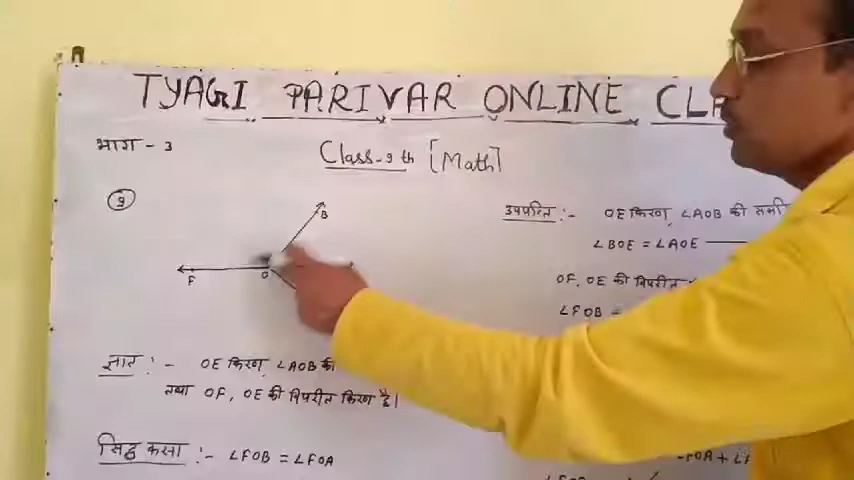 TYAGI PARIVAR ONLINE
भाग - 3
Class-9th [Math]
9
B
F
O
ज्ञात :- OE किरण, ∠AOB की
तथा OF, OE की विपरीत किरण है।
सिद्ध करना :- ∠FOB = ∠FOA
उपपत्ति :- OE किरण, ∠AOB की
∠BOE = ∠AOE
OF, OE की विपरीत
∠FOB =